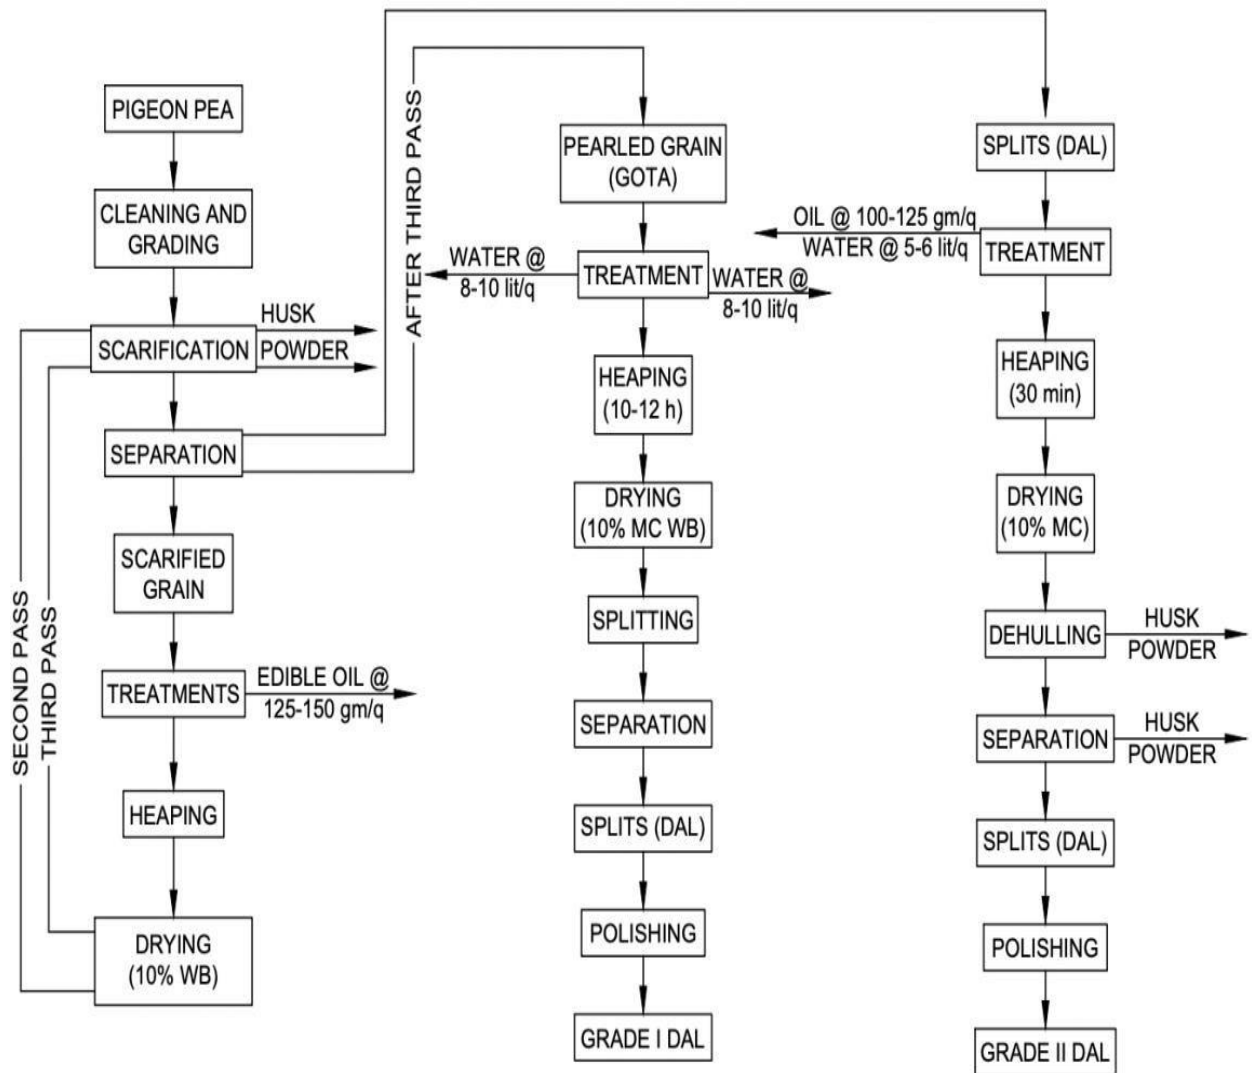 PIGEON PEA
CLEANING AND
GRADING
HUSK
SCARIFICATION
POWDER
SEPARATION
SCARIFIED
GRAIN
TREATMENTS
EDIBLE OIL @
125-150 gm/q
HEAPING
DRYING
(10% WB)
SECOND PASS
THIRD PASS
AFTER THIRD PASS
PEARLED GRAIN
(GOTA)
WATER @
8-10 lit/q
TREATMENT
WATER @
8-10 lit/q
HEAPING
(10-12 h)
DRYING
(10% MC WB)
SPLITTING
SEPARATION
SPLITS (DAL)
POLISHING
GRADE I DAL
SPLITS (DAL)
OIL @ 100-125 gm/q
WATER @ 5-6 lit/q
TREATMENT
HEAPING
(30 min)
DRYING
(10% MC)
DEHULLING
HUSK
POWDER
SEPARATION
HUSK
POWDER
SPLITS (DAL)
POLISHING
GRADE II DAL